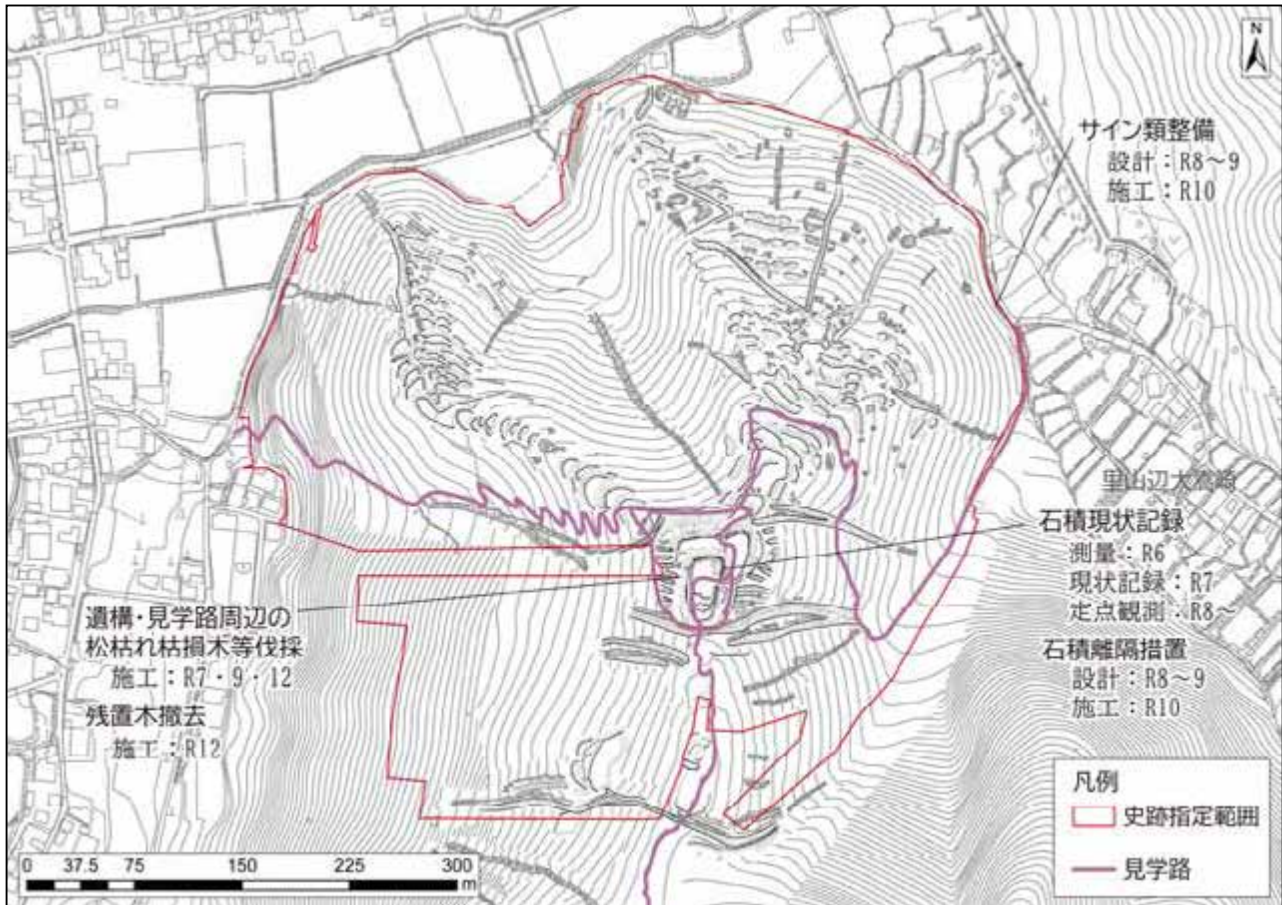 N
サイン類整備
設計：R8～9
施工：R10
里山辺大嵩崎
石積現状記録
測量：R6
現状記録：R7
定点観測：R8～
石積離隔措置
設計：R8～9
施工：R10
遺構・見学路周辺の
松枯れ枯損木等伐採
施工：R7・9・12
残置木撤去
施工：R12
凡例
史跡指定範囲
見学路
0 37.5 75 150 225 300
m